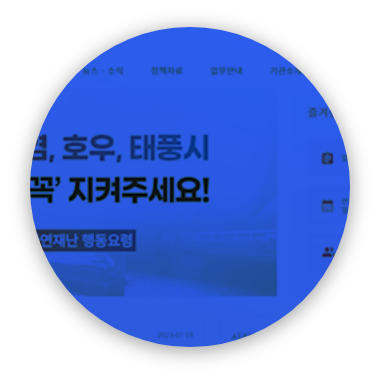 뉴스 · 소식 정책자료 업무안내 기관소개
즐겨
호우, 태풍시
꼭’ 지켜주세요!
연재난 행동요령